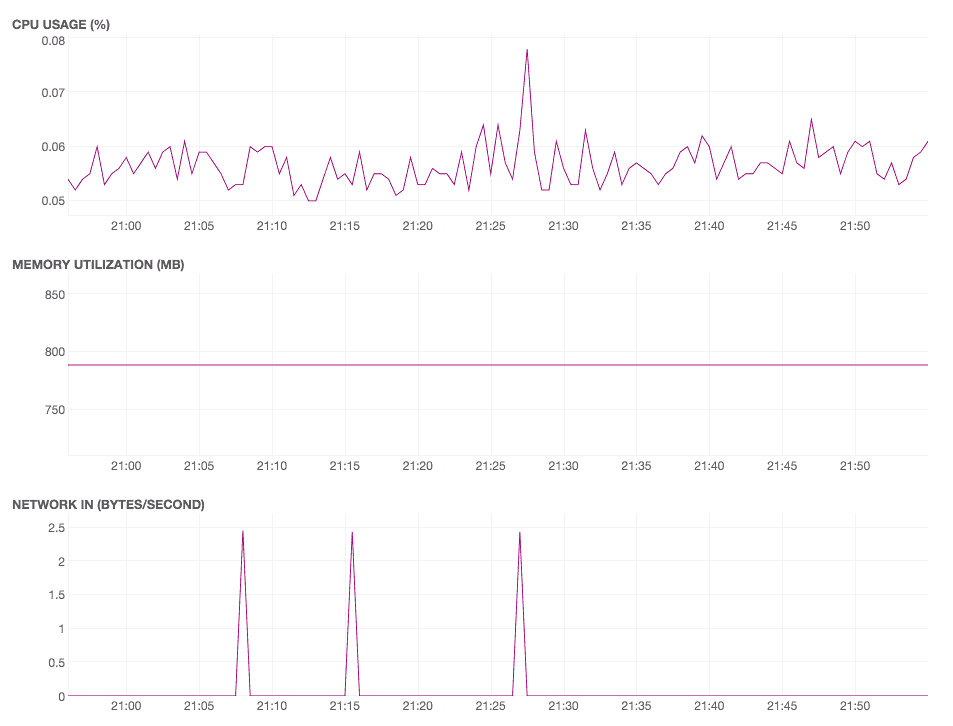 CPU USAGE (%)
0.08
0.07
0.06
0.05
21:00 21:05 21:10 21:15 21:20 21:25 21:30 21:35 21:40 21:45 21:50
MEMORY UTILIZATION (MB)
850
800
750
21:00 21:05 21:10 21:15 21:20 21:25 21:30 21:35 21:40 21:45 21:50
NETWORK IN (BYTES/SECOND)
2.5
2
1.5
1
0.5
0
21:00 21:05 21:10 21:15 21:20 21:25 21:30 21:35 21:40 21:45 21:50